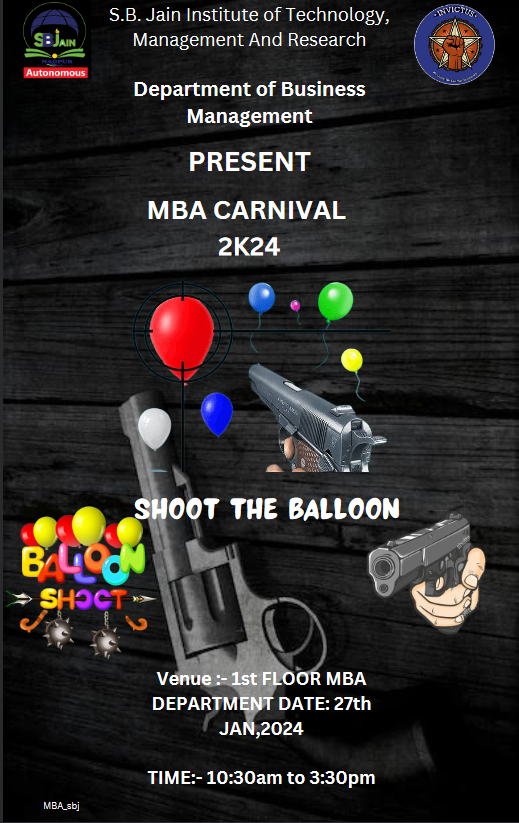 S.B. Jain Institute of Technology,
Management And Research
SBJAIN
NAGPUR
Autonomous
INVICTUS
Department of Business
Management
PRESENT
MBA CARNIVAL
2K24
SHOOT THE BALLOON
BALLOON
SHOOT
Venue :- 1st FLOOR MBA
DEPARTMENT DATE: 27th
JAN,2024
TIME:- 10:30am to 3:30pm
MBA_sbj